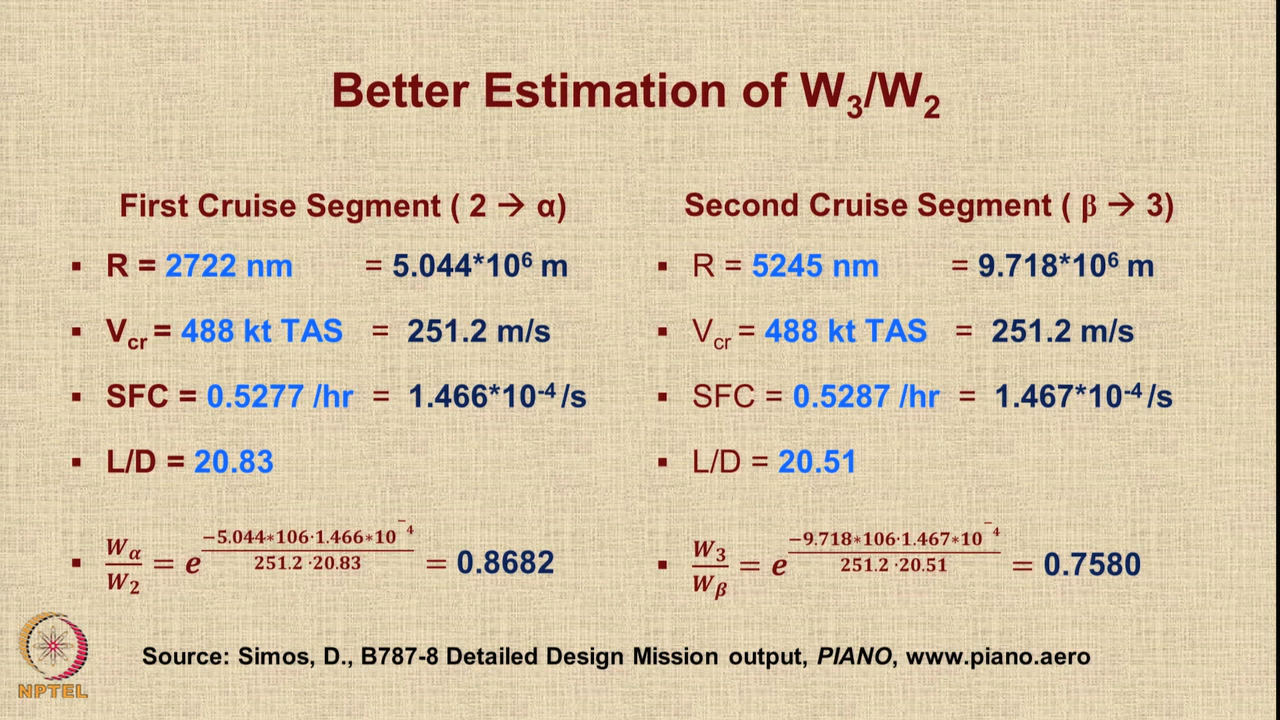 Better Estimation of W₃/W₂
First Cruise Segment ( 2 → α)
▪ R = 2722 nm = 5.044*10⁶ m
▪ Vcr = 488 kt TAS = 251.2 m/s
▪ SFC = 0.5277 /hr = 1.466*10⁻⁴ /s
▪ L/D = 20.83
▪ Wα/W₂ = e^(−5.044∗106·1.466∗10⁻⁴ / 251.2 ·20.83) = 0.8682
Second Cruise Segment ( β → 3)
▪ R = 5245 nm = 9.718*10⁶ m
▪ Vcr = 488 kt TAS = 251.2 m/s
▪ SFC = 0.5287 /hr = 1.467*10⁻⁴ /s
▪ L/D = 20.51
▪ W₃/Wβ = e^(−9.718∗106·1.467∗10⁻⁴ / 251.2 ·20.51) = 0.7580
Source: Simos, D., B787-8 Detailed Design Mission output, PIANO, www.piano.aero
NPTEL